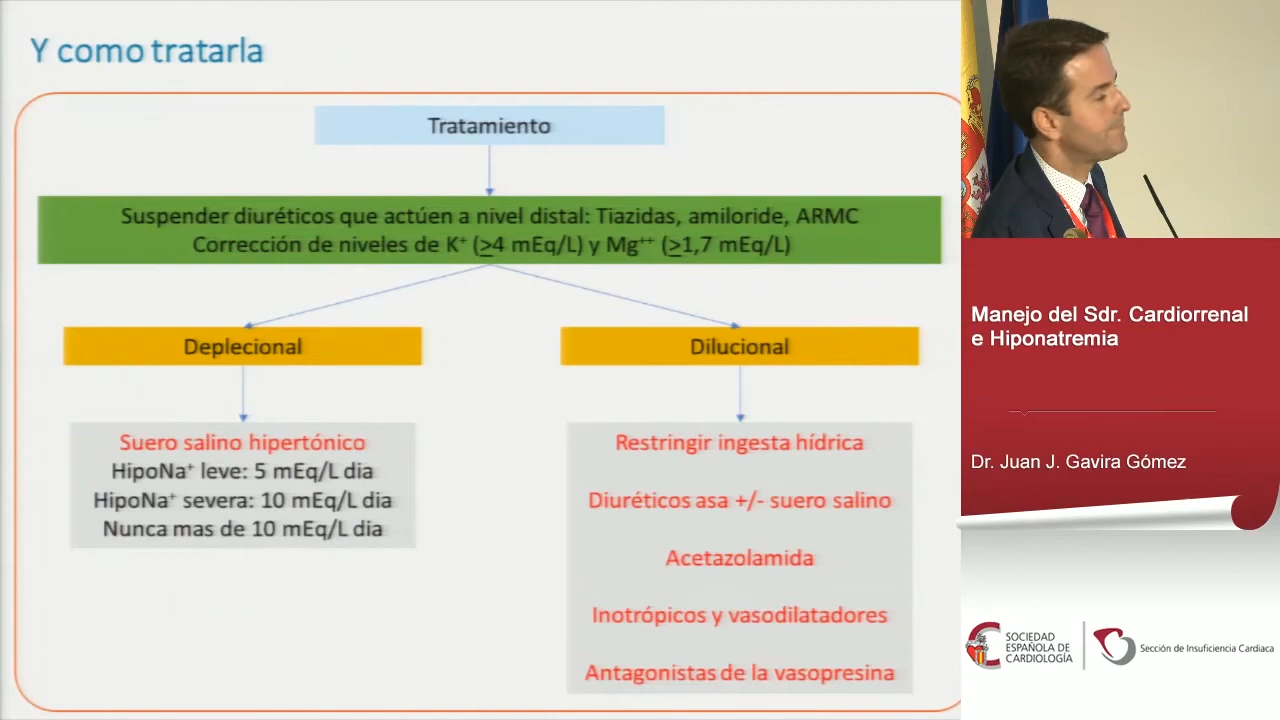 Y como tratarla
Tratamiento
Suspender diuréticos que actúen a nivel distal: Tiazidas, amiloride, ARMC
Corrección de niveles de K⁺ (≥4 mEq/L) y Mg⁺⁺ (≥1,7 mEq/L)
Deplecional
Suero salino hipertónico
HipoNa⁺ leve: 5 mEq/L dia
HipoNa⁺ severa: 10 mEq/L dia
Nunca mas de 10 mEq/L dia
Dilucional
Restringir ingesta hídrica
Diuréticos asa +/- suero salino
Acetazolamida
Inotrópicos y vasodilatadores
Antagonistas de la vasopresina
Manejo del Sdr. Cardiorrenal
e Hiponatremia
Dr. Juan J. Gavira Gómez
SOCIEDAD
ESPAÑOLA DE
CARDIOLOGÍA
Sección de Insuficiencia Cardiaca